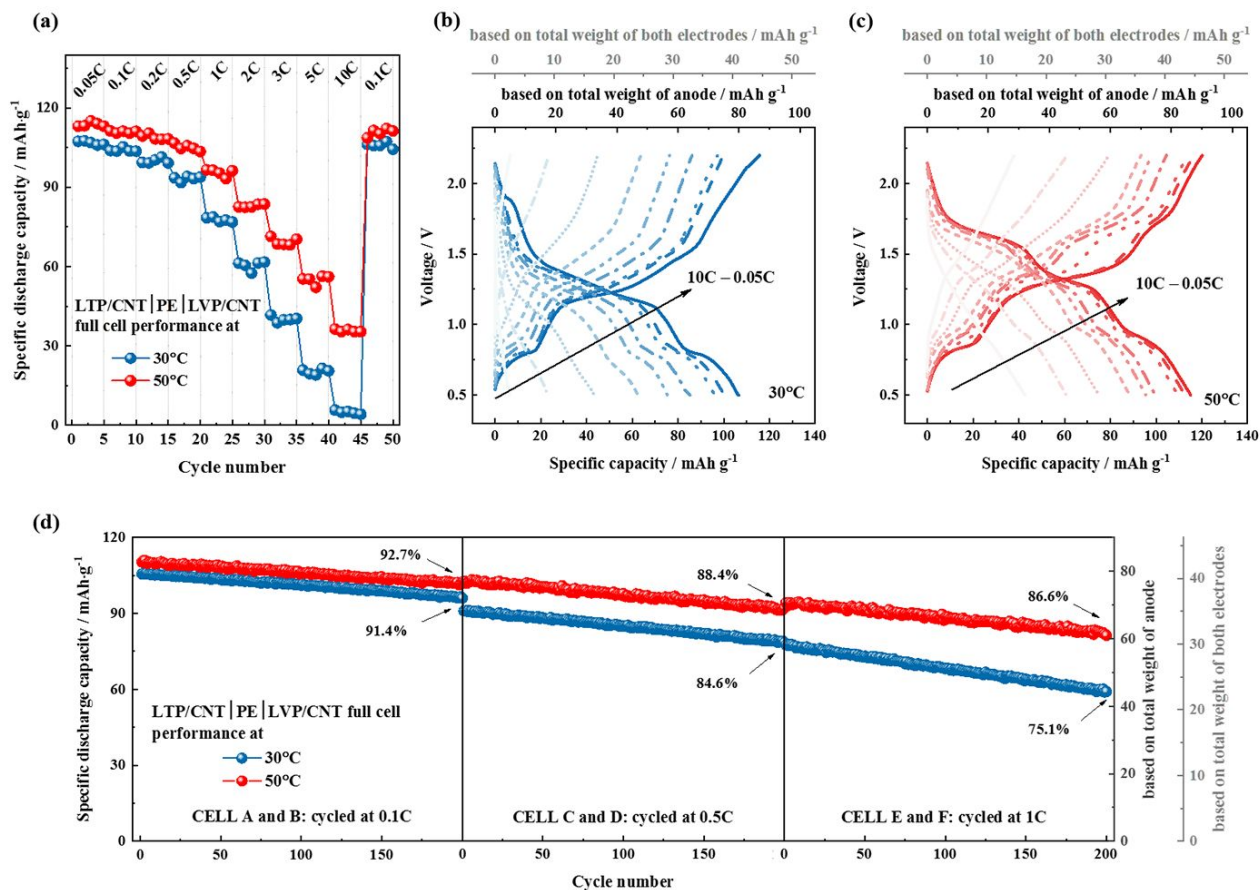 (a)
0.05C 0.1C 0.2C 0.5C 1C 2C 3C 5C 10C 0.1C
120
90
60
30
0
Specific discharge capacity / mAh·g⁻¹
LTP/CNT|PE|LVP/CNT
full cell performance at
30°C
50°C
0 5 10 15 20 25 30 35 40 45 50
Cycle number
(b)
based on total weight of both electrodes / mAh g⁻¹
0 10 20 30 40 50
based on total weight of anode / mAh g⁻¹
0 20 40 60 80 100
2.0
1.5
1.0
0.5
Voltage / V
10C – 0.05C
30°C
0 20 40 60 80 100 120 140
Specific capacity / mAh g⁻¹
(c)
based on total weight of both electrodes / mAh g⁻¹
0 10 20 30 40 50
based on total weight of anode / mAh g⁻¹
0 20 40 60 80 100
2.0
1.5
1.0
0.5
Voltage / V
10C – 0.05C
50°C
0 20 40 60 80 100 120 140
Specific capacity / mAh g⁻¹
(d)
120
90
60
30
0
Specific discharge capacity / mAh·g⁻¹
92.7%
91.4%
88.4%
84.6%
86.6%
75.1%
LTP/CNT|PE|LVP/CNT full cell
performance at
30°C
50°C
CELL A and B: cycled at 0.1C
CELL C and D: cycled at 0.5C
CELL E and F: cycled at 1C
0 50 100 150 0 50 100 150 0 50 100 150 200
Cycle number
80
60
40
20
0
based on total weight of anode
40
30
20
10
0
based on total weight of both electrodes